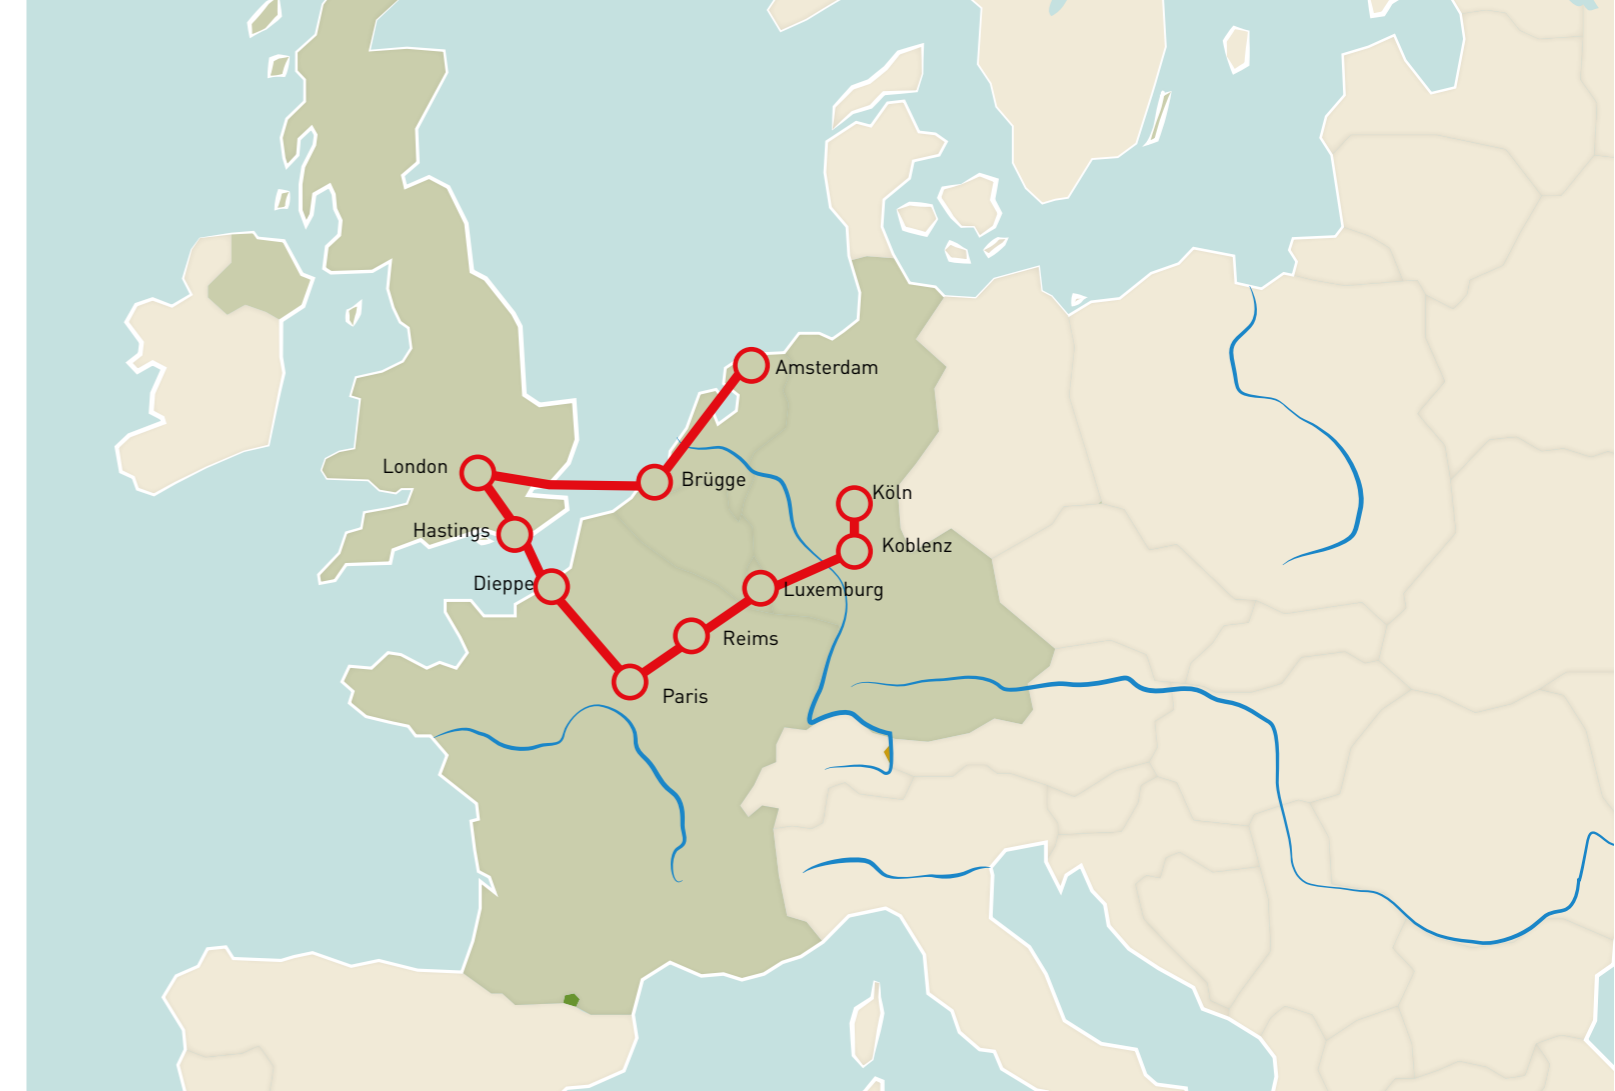 Amsterdam
London
Brügge
Köln
Hastings
Koblenz
Dieppe
Luxemburg
Reims
Paris